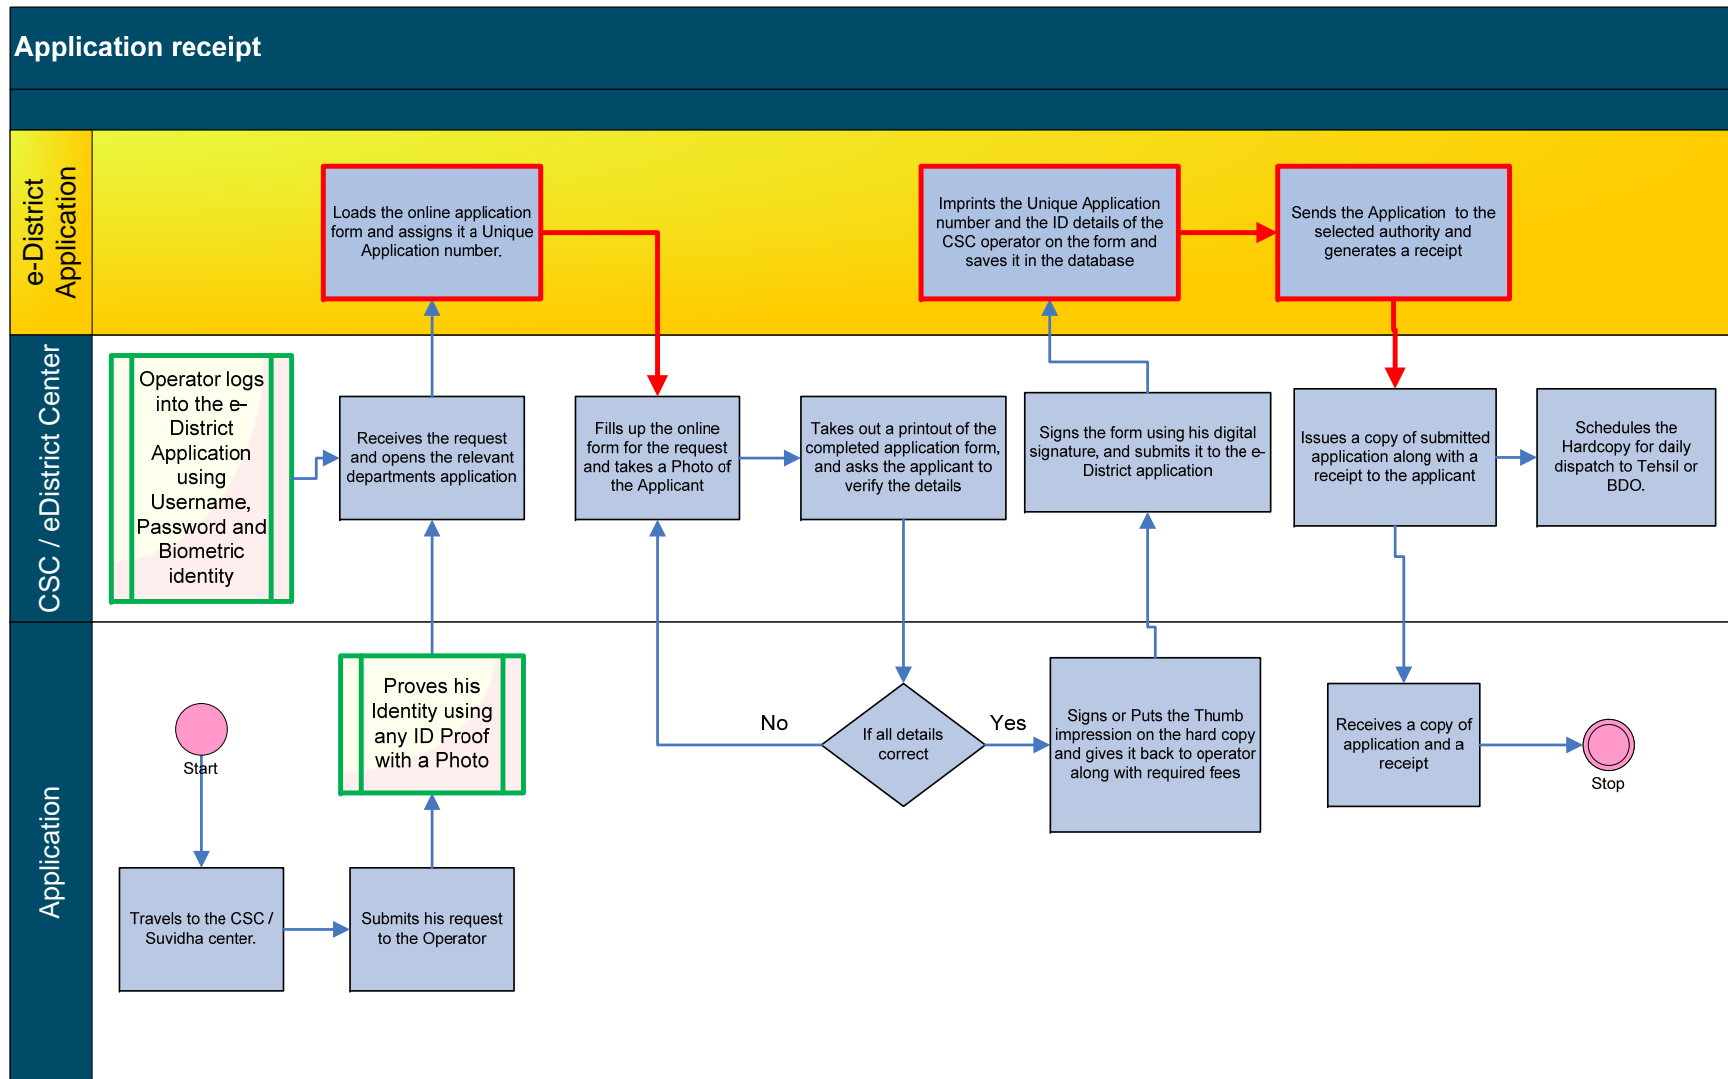 Application receipt
e-District
Application
Loads the online application
form and assigns it a Unique
Application number.
Imprints the Unique Application
number and the ID details of the
CSC operator on the form and
saves it in the database
Sends the Application  to the
selected authority and
generates a receipt
CSC / eDistrict Center
Operator logs
into the e-
District
Application
using
Username,
Password and
Biometric
identity
Receives the request
and opens the relevant
departments application
Fills up the online
form for the request
and takes a Photo of
the Applicant
Takes out a printout of the
completed application form,
and asks the applicant to
verify the details
Signs the form using his digital
signature, and submits it to the e-
District application
Issues a copy of submitted
application along with a
receipt to the applicant
Schedules the
Hardcopy for daily
dispatch to Tehsil or
BDO.
Application
Start
Proves his
Identity using
any ID Proof
with a Photo
No
If all details
correct
Yes
Signs or Puts the Thumb
impression on the hard copy
and gives it back to operator
along with required fees
Receives a copy of
application and a
receipt
Stop
Travels to the CSC /
Suvidha center.
Submits his request
to the Operator